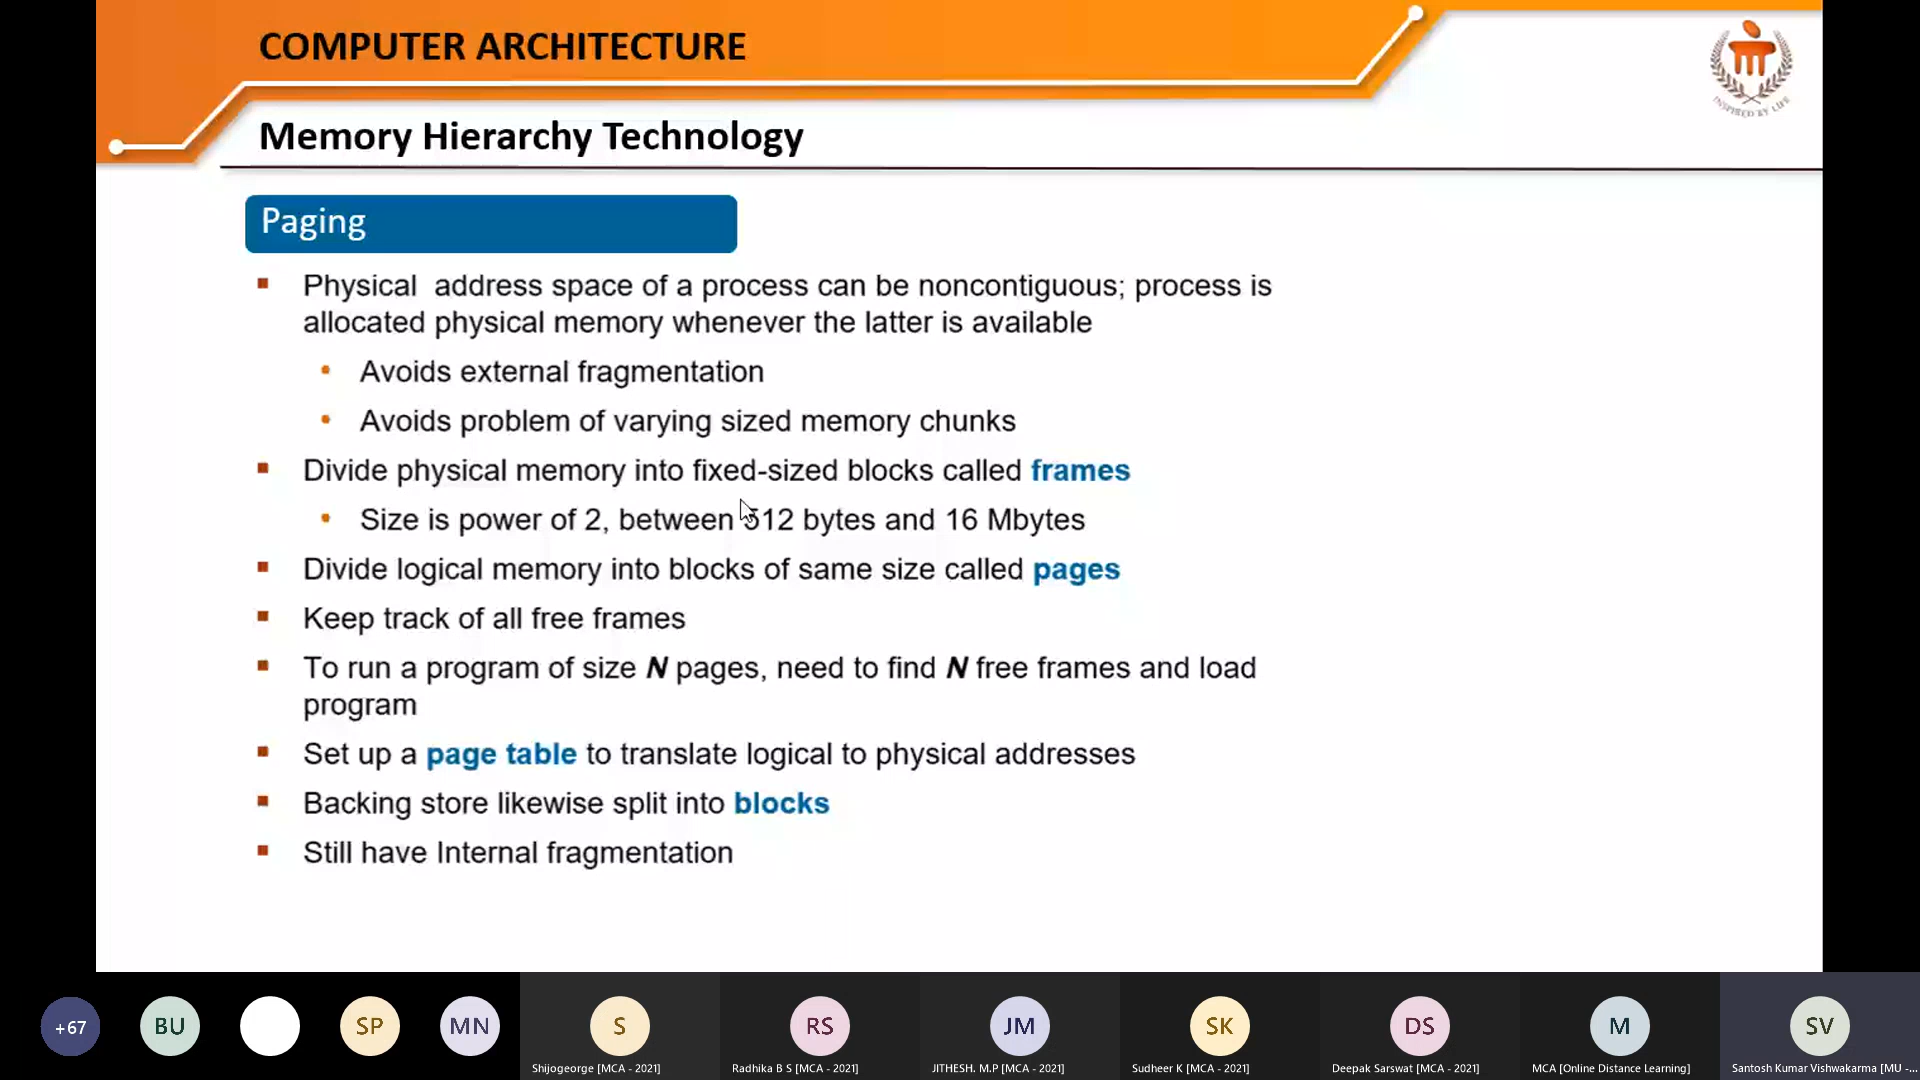 COMPUTER ARCHITECTURE
INSPIRED BY LIFE
Memory Hierarchy Technology
Paging
Physical address space of a process can be noncontiguous; process is
allocated physical memory whenever the latter is available
Avoids external fragmentation
Avoids problem of varying sized memory chunks
Divide physical memory into fixed-sized blocks called frames
Size is power of 2, between 512 bytes and 16 Mbytes
Divide logical memory into blocks of same size called pages
Keep track of all free frames
To run a program of size N pages, need to find N free frames and load
program
Set up a page table to translate logical to physical addresses
Backing store likewise split into blocks
Still have Internal fragmentation
+67
BU
SP
MN
S
RS
JM
SK
DS
M
SV
Shijogeorge [MCA - 2021]
Radhika B S [MCA - 2021]
JITHESH. M.P [MCA - 2021]
Sudheer K [MCA - 2021]
Deepak Sarswat [MCA - 2021]
MCA [Online Distance Learning]
Santosh Kumar Vishwakarma [MU -...